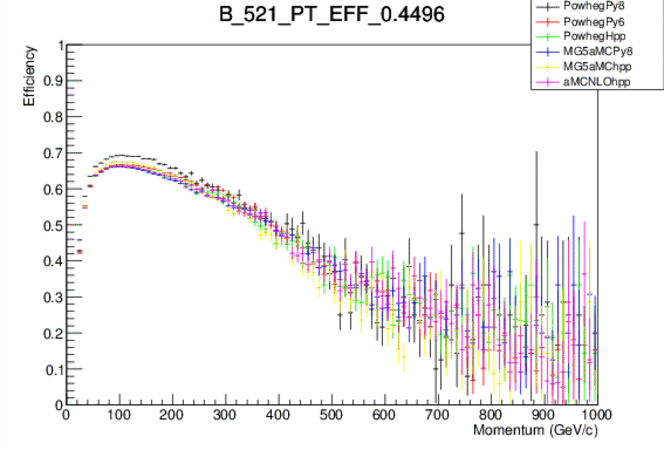 B_521_PT_EFF_0.4496
PowhegPy8
PowhegPy6
PowhegHpp
MG5aMCPy8
MG5aMChpp
aMCNLOhpp
Efficiency
1
0.9
0.8
0.7
0.6
0.5
0.4
0.3
0.2
0.1
0
0 100 200 300 400 500 600 700 800 900 1000
Momentum (GeV/c)